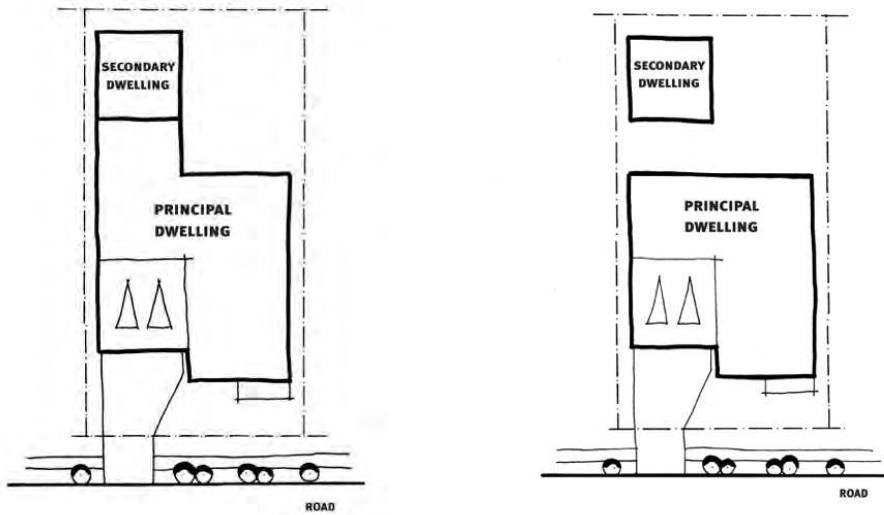 SECONDARY
DWELLING
PRINCIPAL
DWELLING
ROAD
SECONDARY
DWELLING
PRINCIPAL
DWELLING
ROAD